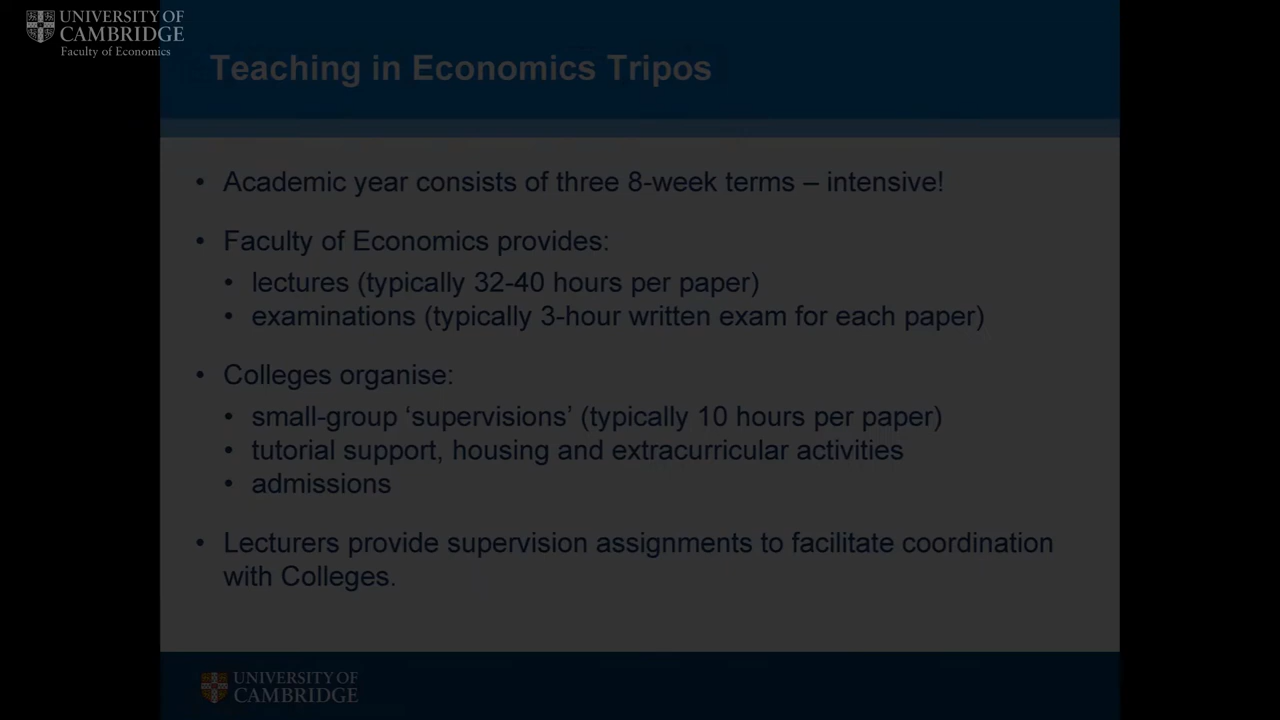 UNIVERSITY OF
CAMBRIDGE
Faculty of Economics
Teaching in Economics Tripos
• Academic year consists of three 8-week terms – intensive!
• Faculty of Economics provides:
• lectures (typically 32-40 hours per paper)
• examinations (typically 3-hour written exam for each paper)
• Colleges organise:
• small-group ‘supervisions’ (typically 10 hours per paper)
• tutorial support, housing and extracurricular activities
• admissions
• Lecturers provide supervision assignments to facilitate coordination
with Colleges.
UNIVERSITY OF
CAMBRIDGE